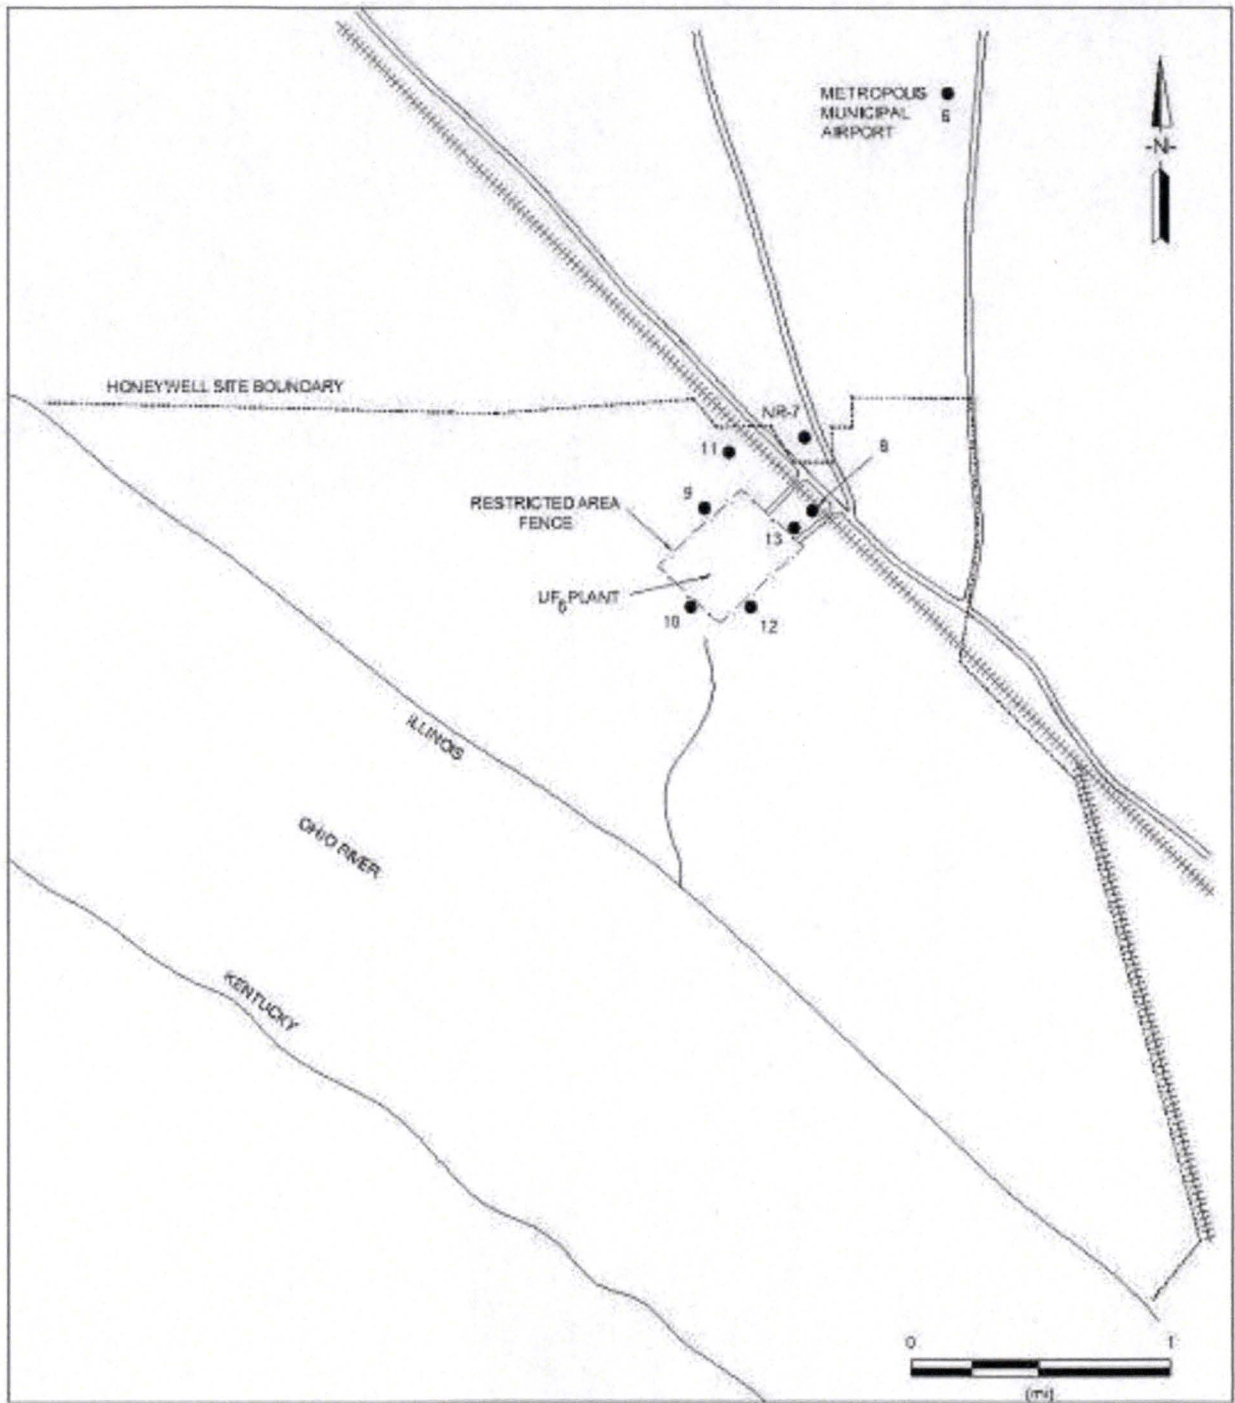 METROPOLIS
MUNICIPAL
AIRPORT
6
-N-
HONEYWELL SITE BOUNDARY
NR-7
11
8
9
RESTRICTED AREA
FENCE
13
UF6 PLANT
10
12
ILLINOIS
OHIO RIVER
KENTUCKY
0 1
(mi)